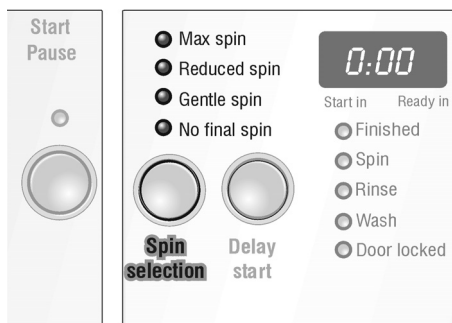 Start
Pause
Max spin
Reduced spin
Gentle spin
No final spin
Spin
selection
Delay
start
0:00
Start in Ready in
Finished
Spin
Rinse
Wash
Door locked